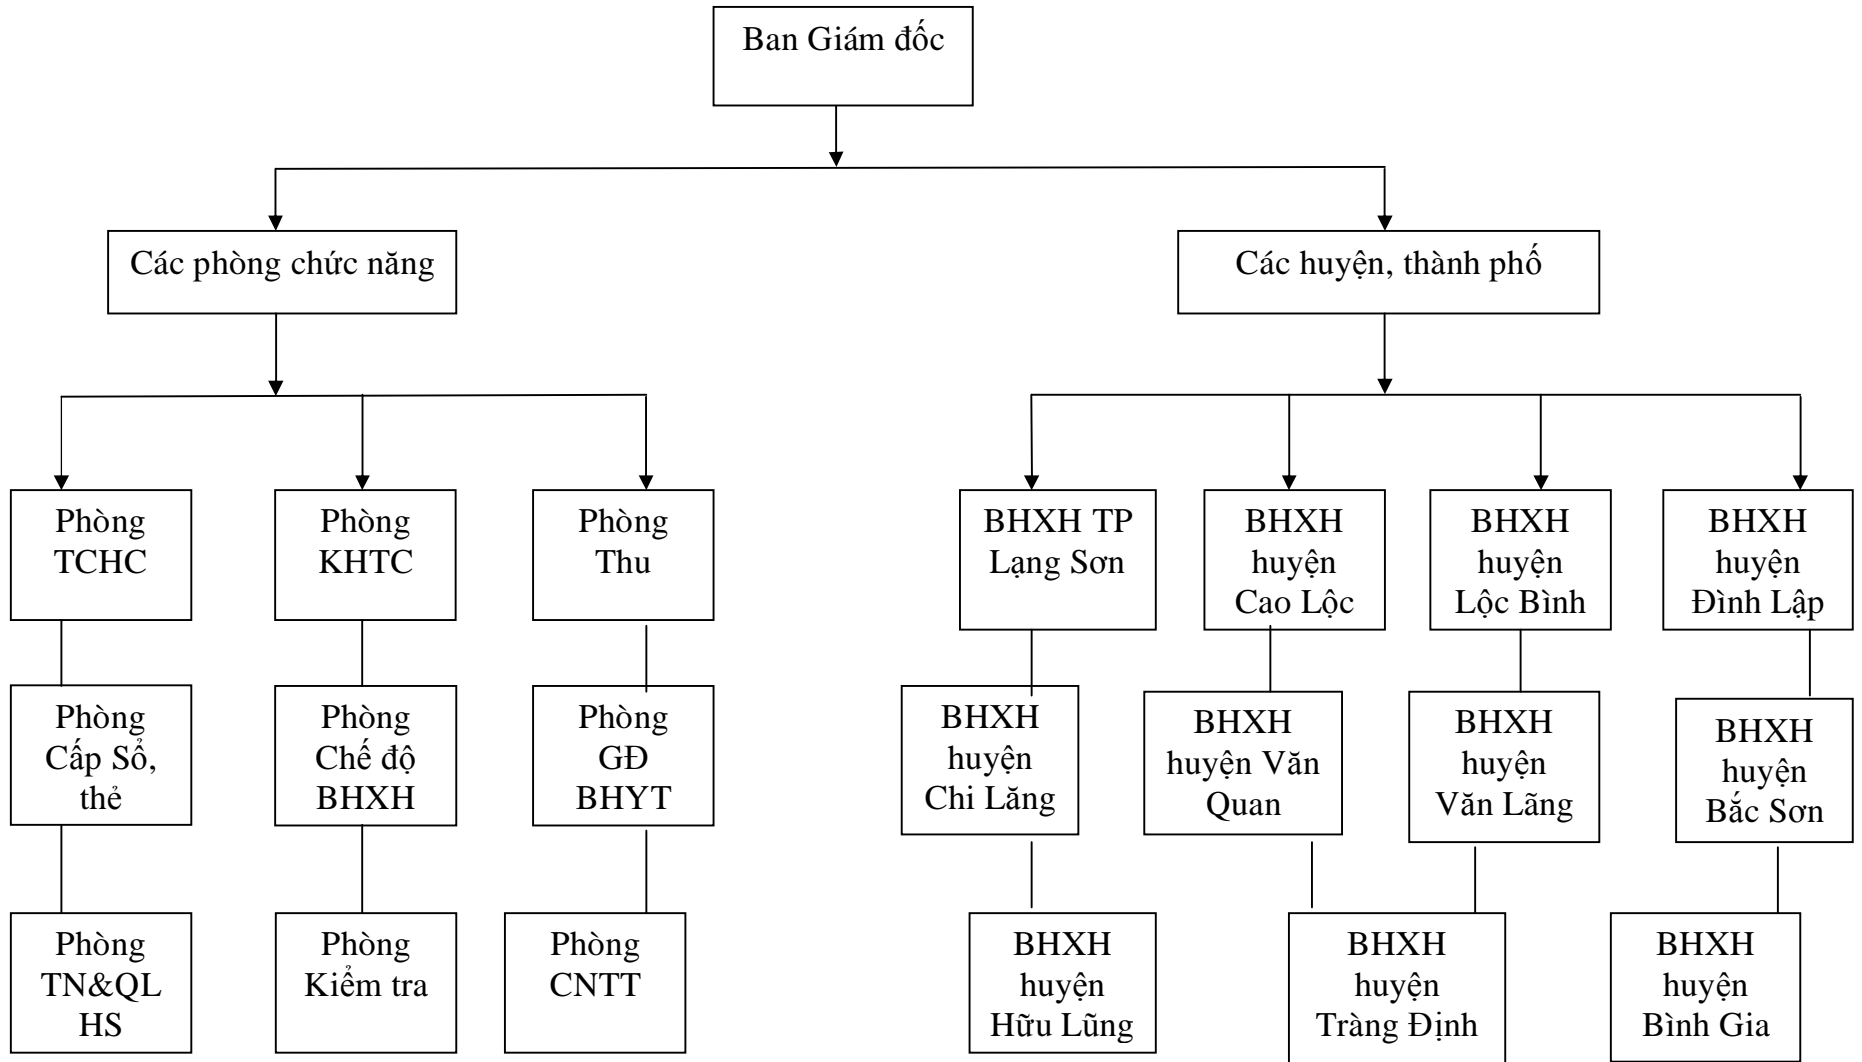 Ban Giám đốc
Các phòng chức năng
Các huyện, thành phố
Phòng
TCHC
Phòng
KHTC
Phòng
Thu
BHXH TP
Lạng Sơn
BHXH
huyện
Cao Lộc
BHXH
huyện
Lộc Bình
BHXH
huyện
Đình Lập
Phòng
Cấp Sổ,
thẻ
Phòng
Chế độ
BHXH
Phòng
GĐ
BHYT
BHXH
huyện
Chi Lăng
BHXH
huyện Văn
Quan
BHXH
huyện
Văn Lãng
BHXH
huyện
Bắc Sơn
Phòng
TN&QL
HS
Phòng
Kiểm tra
Phòng
CNTT
BHXH
huyện
Hữu Lũng
BHXH
huyện
Tràng Định
BHXH
huyện
Bình Gia